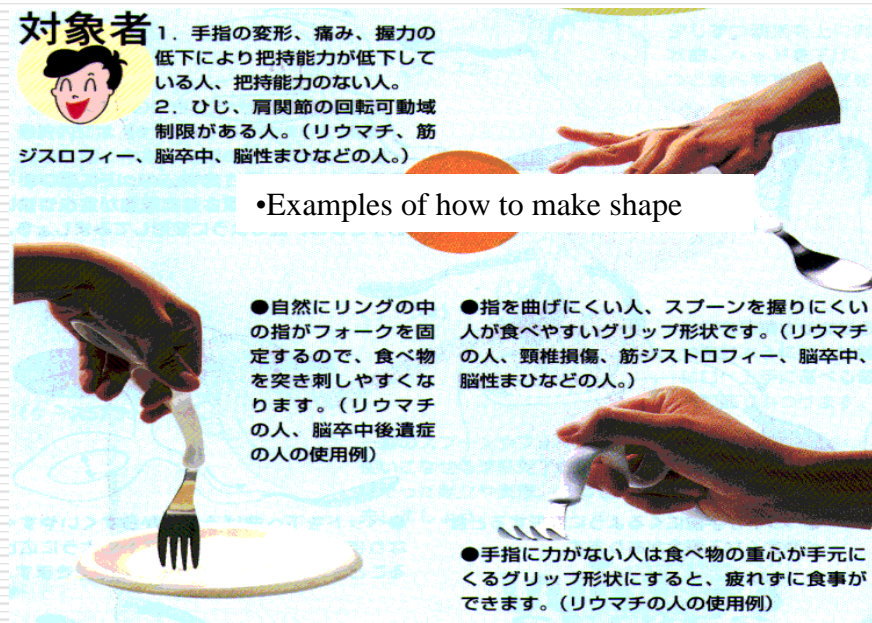 対象者
1．手指の変形、痛み、握力の
低下により把持能力が低下して
いる人、把持能力のない人。
2．ひじ、肩関節の回転可動域
制限がある人。（リウマチ、筋
ジスロフィー、脳卒中、脳性まひなどの人。）
•Examples of how to make shape
●自然にリングの中
の指がフォークを固
定するので、食べ物
を突き刺しやすくな
ります。（リウマチ
の人、脳卒中後遺症
の人の使用例）
●指を曲げにくい人、スプーンを握りにくい
人が食べやすいグリップ形状です。（リウマチ
の人、頸椎損傷、筋ジストロフィー、脳卒中、
脳性まひなどの人。）
●手指に力がない人は食べ物の重心が手元に
くるグリップ形状にすると、疲れずに食事が
できます。（リウマチの人の使用例）